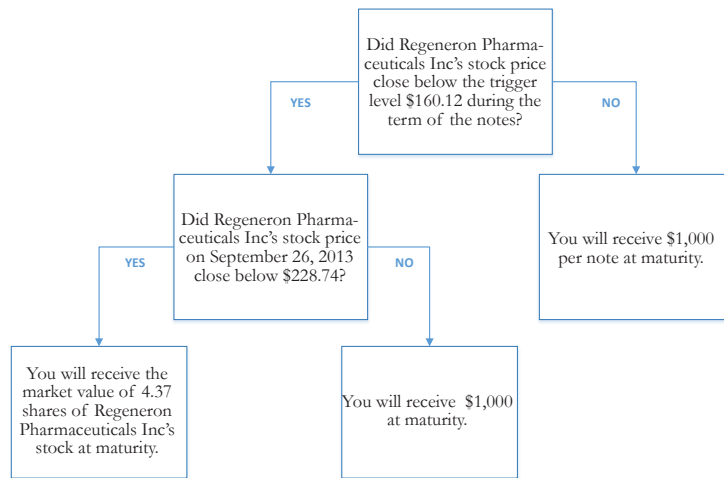 Did Regeneron Pharma-
ceuticals Inc's stock price
close below the trigger
level $160.12 during the
term of the notes?
YES
NO
Did Regeneron Pharma-
ceuticals Inc's stock price
on September 26, 2013
close below $228.74?
You will receive $1,000
per note at maturity.
YES
NO
You will receive the
market value of 4.37
shares of Regeneron
Pharmaceuticals Inc's
stock at maturity.
You will receive $1,000
at maturity.